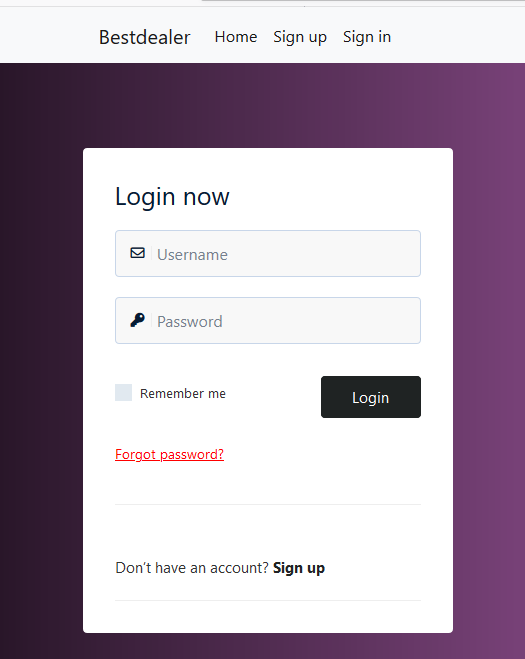 Bestdealer Home Sign up Sign in
Login now
Username
Password
Remember me Login
Forgot password?
Don't have an account? Sign up